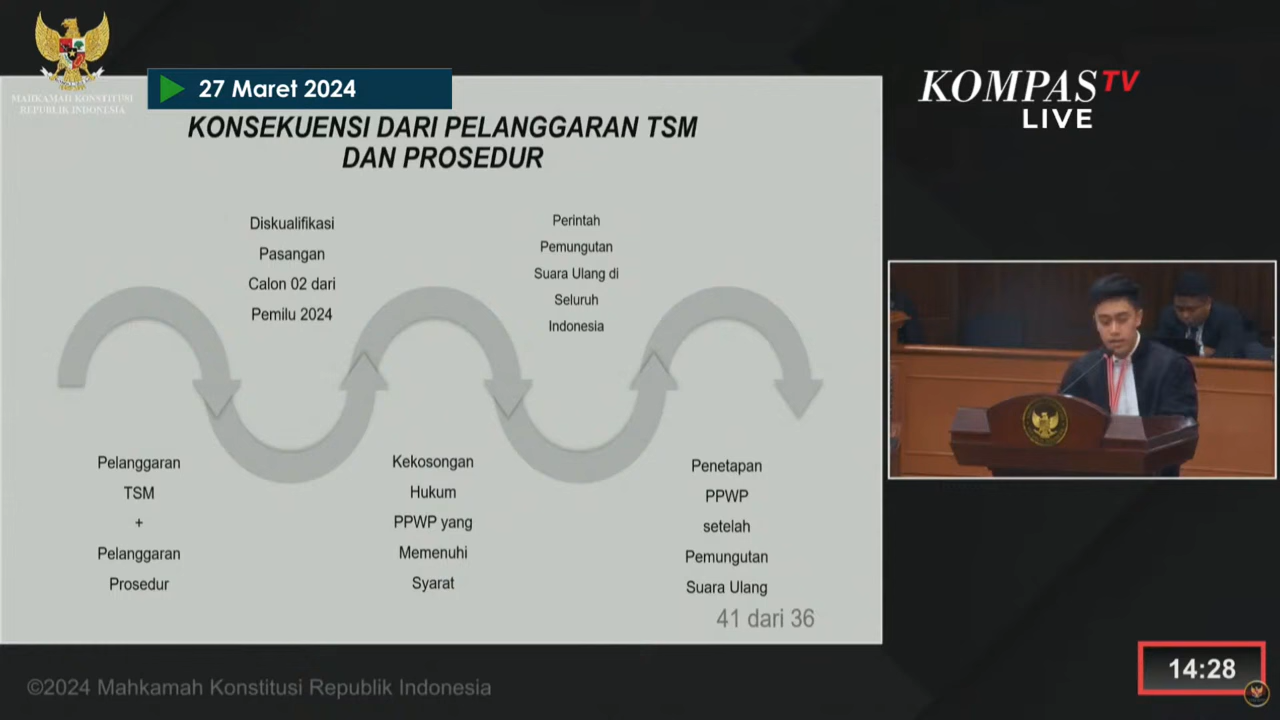 MAHKAMAH KONSTITUSI
REPUBLIK INDONESIA
27 Maret 2024
KOMPAS TV
LIVE
KONSEKUENSI DARI PELANGGARAN TSM
DAN PROSEDUR
Diskualifikasi
Pasangan
Calon 02 dari
Pemilu 2024
Perintah
Pemungutan
Suara Ulang di
Seluruh
Indonesia
Pelanggaran
TSM
+
Pelanggaran
Prosedur
Kekosongan
Hukum
PPWP yang
Memenuhi
Syarat
Penetapan
PPWP
setelah
Pemungutan
Suara Ulang
41 dari 36
14:28
©2024 Mahkamah Konstitusi Republik Indonesia